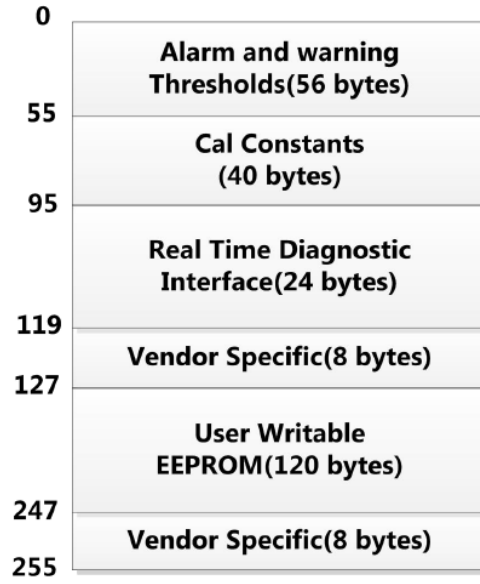 0
Alarm and warning
Thresholds(56 bytes)
55
Cal Constants
(40 bytes)
95
Real Time Diagnostic
Interface(24 bytes)
119
Vendor Specific(8 bytes)
127
User Writable
EEPROM(120 bytes)
247
Vendor Specific(8 bytes)
255